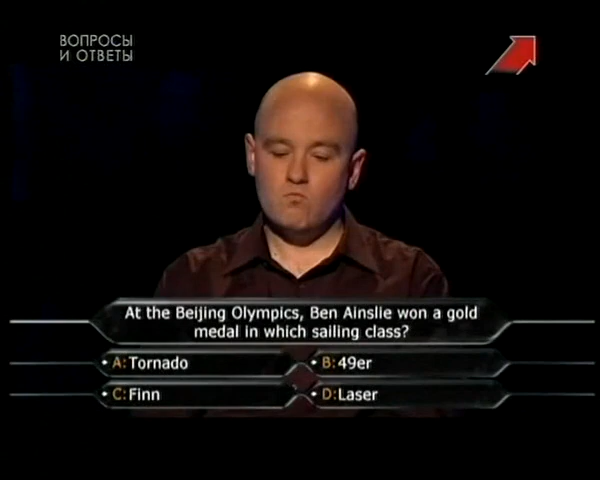 ВОПРОСЫ
И ОТВЕТЫ
At the Beijing Olympics, Ben Ainslie won a gold
medal in which sailing class?
A: Tornado
B: 49er
C: Finn
D: Laser